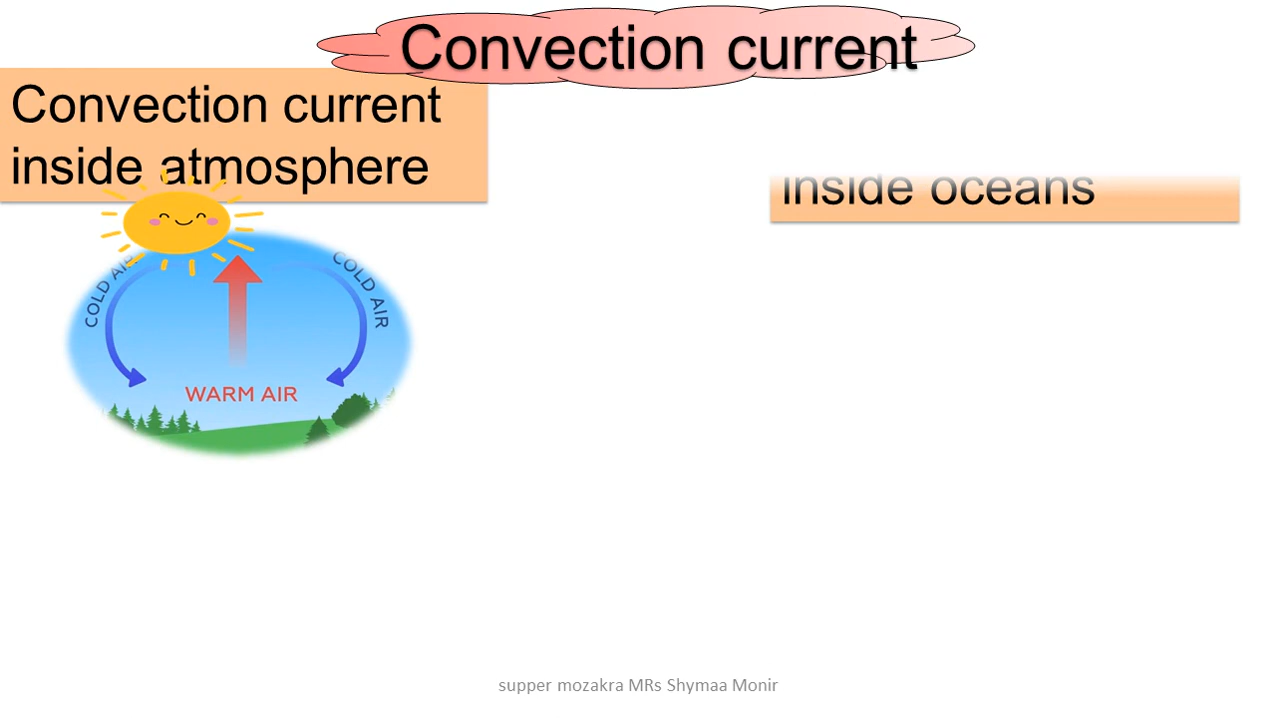 Convection current
Convection current
inside atmosphere
inside oceans
COLD AIR
COLD AIR
WARM AIR
supper mozakra MRs Shymaa Monir